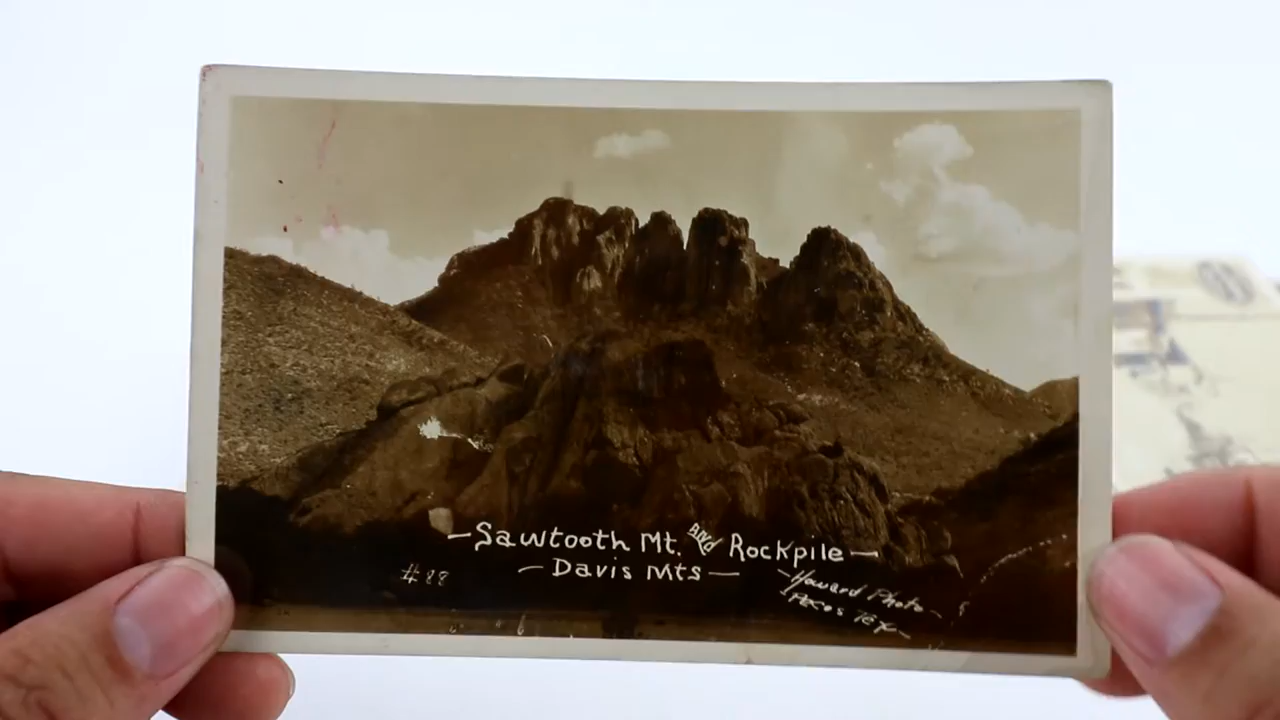 -Sawtooth Mt. And Rockpile-
-Davis Mts-
#88
-Howard Photo-
Pecos Tex-